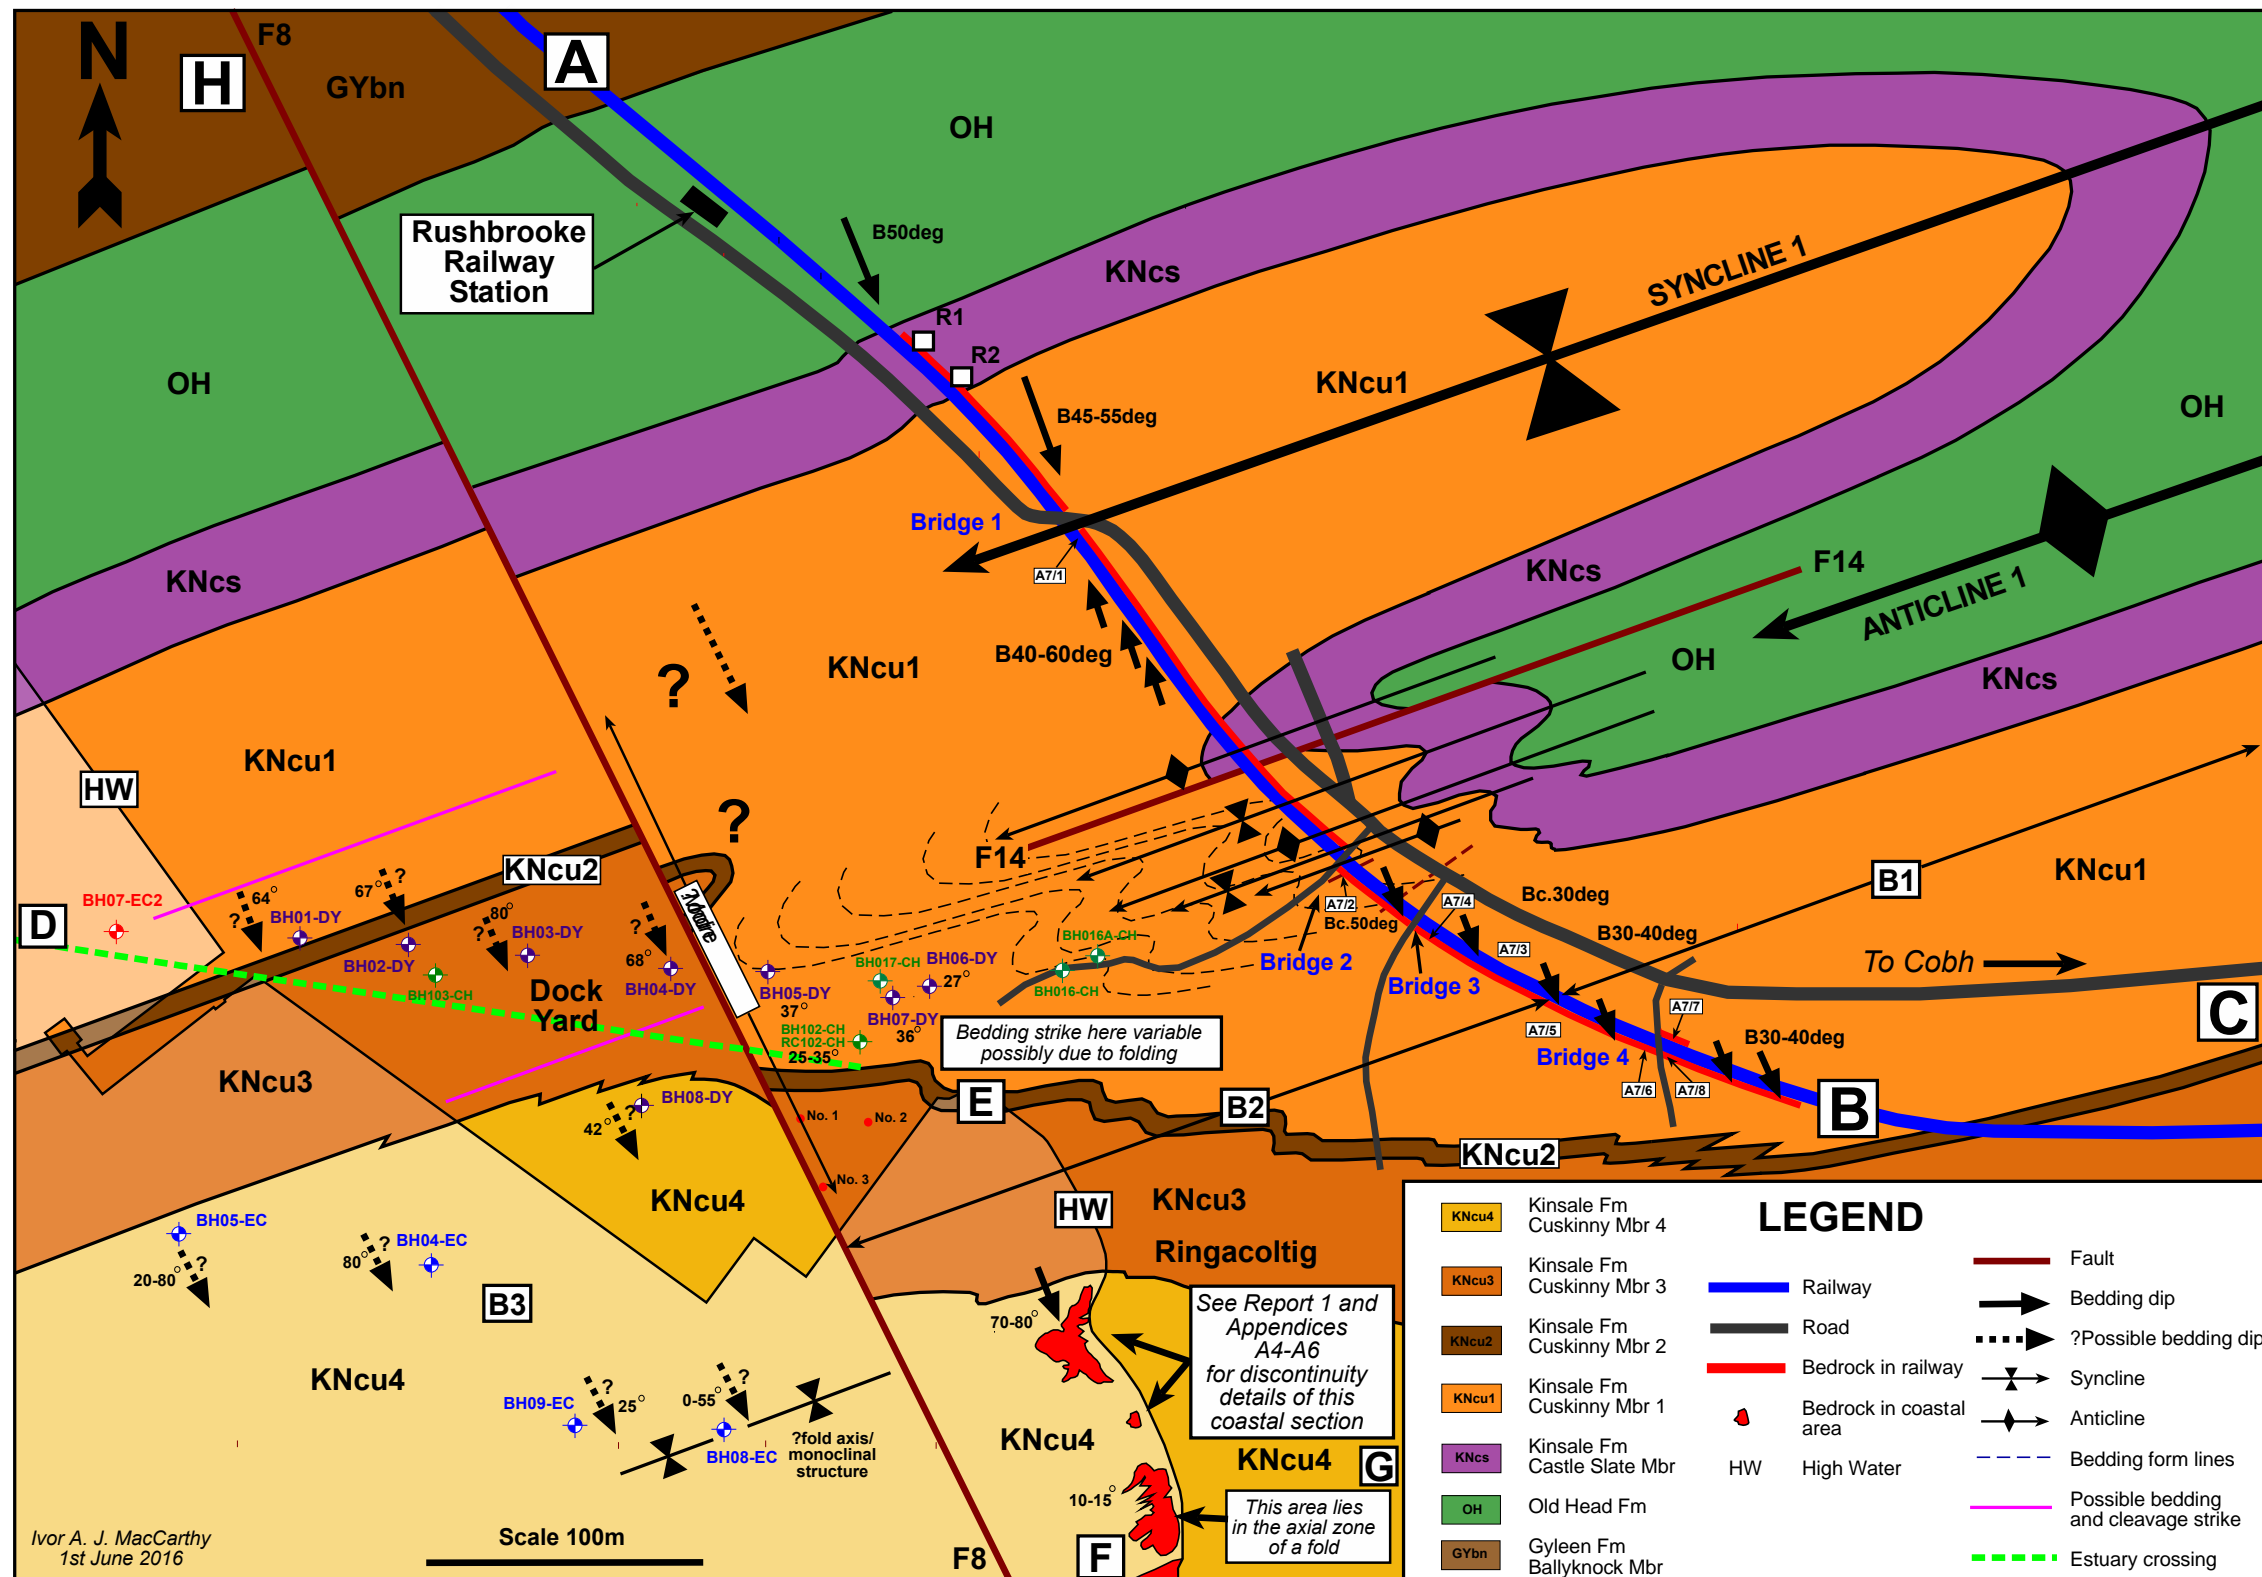 N
H
F8
GYbn
A
OH
Rushbrooke
Railway
Station
B50deg
KNcs
SYNCLINE 1
R1
R2
KNcu1
B45-55deg
OH
OH
Bridge 1
A7/1
KNcs
KNcs
F14
ANTICLINE 1
OH
KNcs
B40-60deg
KNcu1
?
KNcu1
HW
?
F14
KNcu2
B1
KNcu1
64°
?
67°
?
80°
?
?
68°
BH07-EC2
D
BH01-DY
BH02-DY
BH103-CH
BH03-DY
Dock
Yard
BH04-DY
BH05-DY
37°
BH017-CH
BH06-DY
27°
BH07-DY
36°
BH102-CH
RC102-CH
25-35°
BH016A-CH
BH016-CH
A7/2
Bc.50deg
A7/4
Bc.30deg
A7/3
B30-40deg
Bridge 2
Bridge 3
To Cobh
C
A7/7
A7/5
Bridge 4
B30-40deg
A7/6
A7/8
B
Bedding strike here variable
possibly due to folding
KNcu3
BH08-DY
42°
?
No. 1
No. 2
No. 3
E
B2
KNcu2
KNcu4
HW
KNcu3
Ringacoltig
BH05-EC
20-80°
?
BH04-EC
80°
?
B3
70-80°
See Report 1 and
Appendices
A4-A6
for discontinuity
details of this
coastal section
KNcu4
BH09-EC
?
25°
0-55°
?
BH08-EC
?fold axis/
monoclinal
structure
KNcu4
KNcu4
G
10-15°
This area lies
in the axial zone
of a fold
F
F8
Ivor A. J. MacCarthy
1st June 2016
Scale 100m
LEGEND
KNcu4
Kinsale Fm
Cuskinny Mbr 4
KNcu3
Kinsale Fm
Cuskinny Mbr 3
KNcu2
Kinsale Fm
Cuskinny Mbr 2
KNcu1
Kinsale Fm
Cuskinny Mbr 1
KNcs
Kinsale Fm
Castle Slate Mbr
OH
Old Head Fm
GYbn
Gyleen Fm
Ballyknock Mbr
Railway
Road
Bedrock in railway
Bedrock in coastal
area
HW
High Water
Fault
Bedding dip
?Possible bedding dip
Syncline
Anticline
Bedding form lines
Possible bedding
and cleavage strike
Estuary crossing